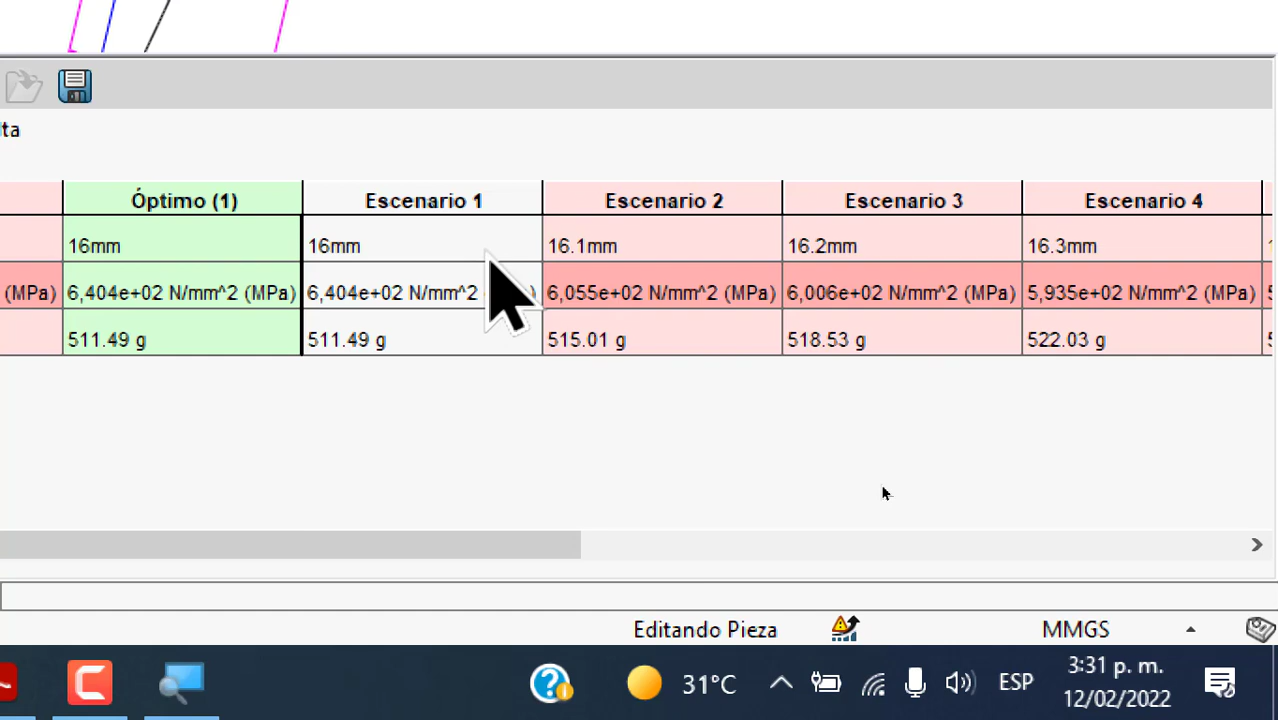 lta
Óptimo (1) Escenario 1 Escenario 2 Escenario 3 Escenario 4
16mm 16mm 16.1mm 16.2mm 16.3mm
(MPa) 6,404e+02 N/mm^2 (MPa) 6,404e+02 N/mm^2 6,055e+02 N/mm^2 (MPa) 6,006e+02 N/mm^2 (MPa) 5,935e+02 N/mm^2 (MPa)
511.49 g 511.49 g 515.01 g 518.53 g 522.03 g
Editando Pieza MMGS
31°C ESP 3:31 p. m.
12/02/2022